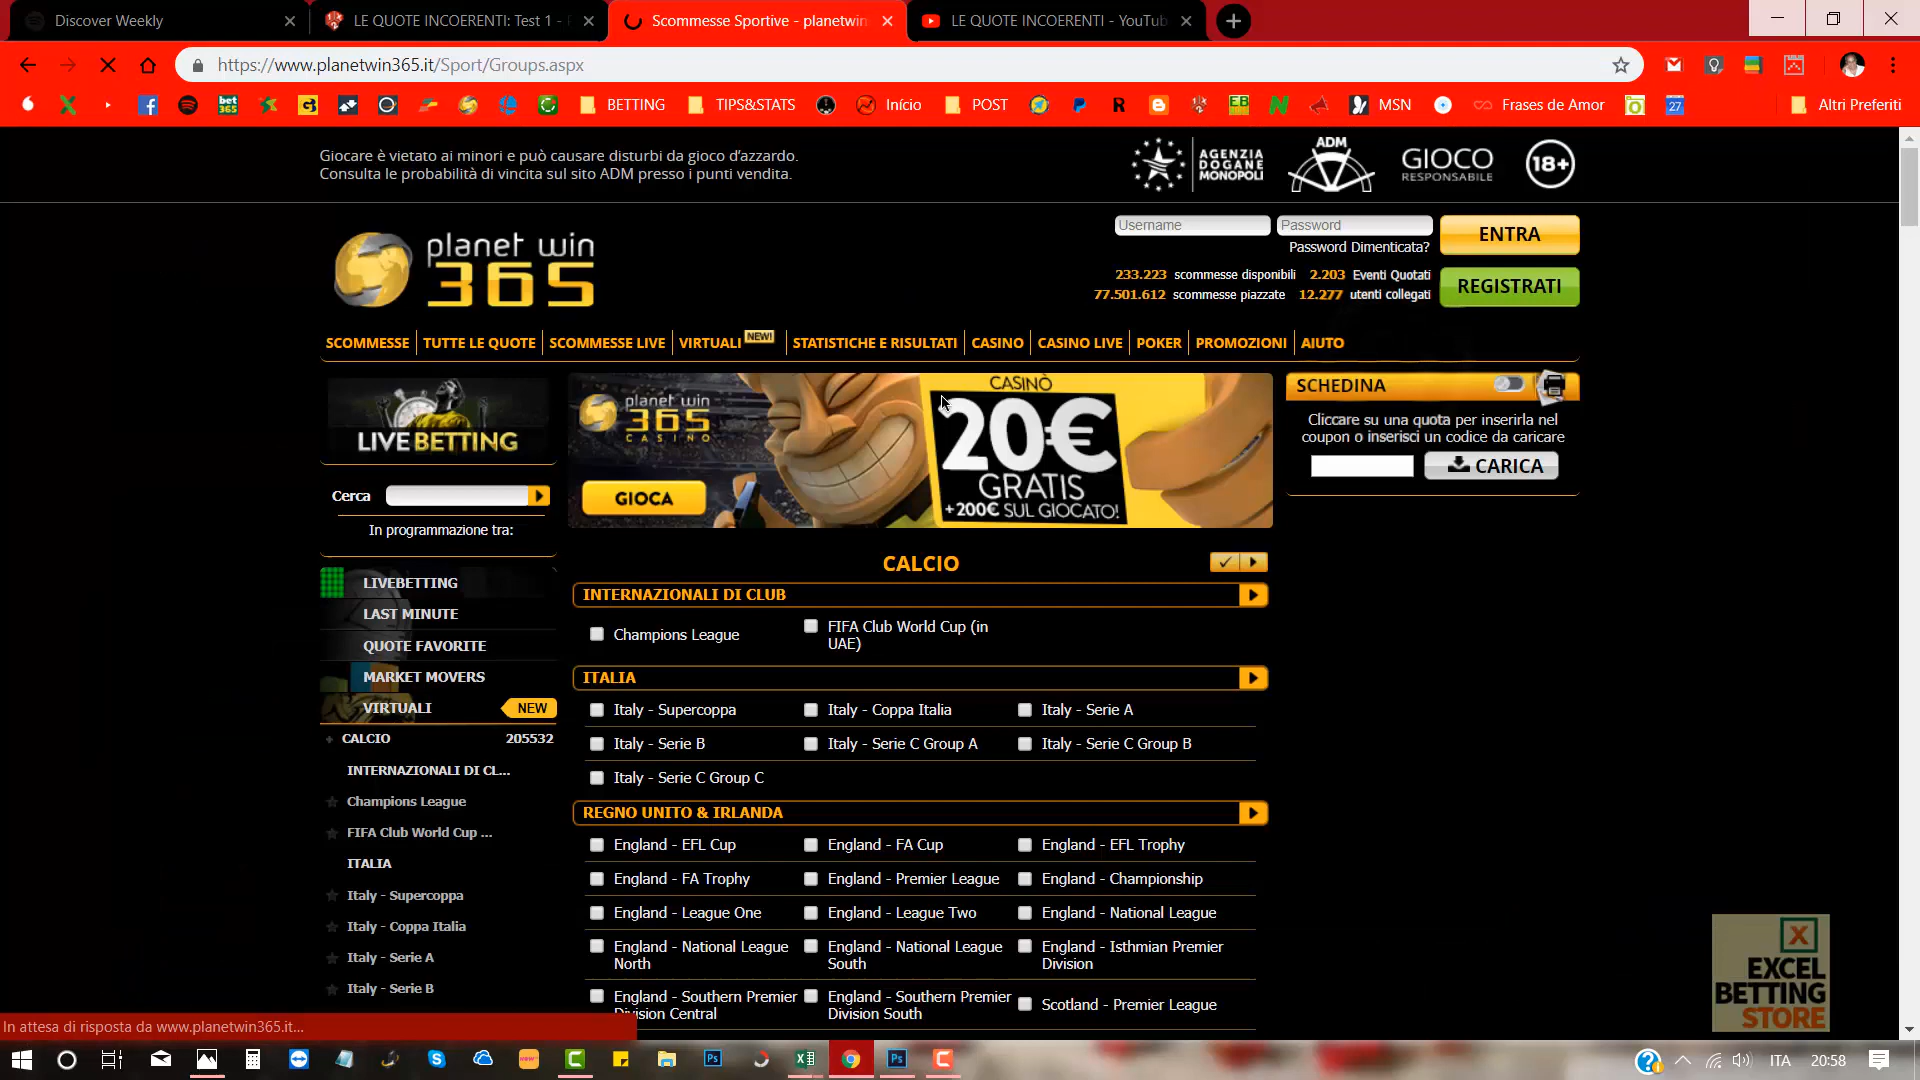 Discover Weekly
LE QUOTE INCOERENTI: Test 1 -
Scommesse Sportive - planetwin
LE QUOTE INCOERENTI - YouTub
https://www.planetwin365.it/Sport/Groups.aspx
bet365
BETTING
TIPS&STATS
Início
POST
R
EB
MSN
Frases de Amor
27
Altri Preferiti
Giocare è vietato ai minori e può causare disturbi da gioco d'azzardo.
Consulta le probabilità di vincita sul sito ADM presso i punti vendita.
AGENZIA
DOGANE
MONOPOLI
ADM
GIOCO
RESPONSABILE
18+
planet win
365
Username
Password
ENTRA
Password Dimenticata?
233.223 scommesse disponibili 2.203 Eventi Quotati
77.501.612 scommesse piazzate 12.277 utenti collegati
REGISTRATI
SCOMMESSE
TUTTE LE QUOTE
SCOMMESSE LIVE
VIRTUALI
NEW!
STATISTICHE E RISULTATI
CASINO
CASINO LIVE
POKER
PROMOZIONI
AIUTO
LIVEBETTING
planet win
365
CASINO
GIOCA
CASINÒ
20€
GRATIS
+200€ SUL GIOCATO!
SCHEDINA
Cliccare su una quota per inserirla nel
coupon o inserisci un codice da caricare
CARICA
Cerca
In programmazione tra:
LIVEBETTING
LAST MINUTE
QUOTE FAVORITE
MARKET MOVERS
VIRTUALI
NEW
CALCIO 205532
INTERNAZIONALI DI CL...
Champions League
FIFA Club World Cup ...
ITALIA
Italy - Supercoppa
Italy - Coppa Italia
Italy - Serie A
Italy - Serie B
CALCIO
INTERNAZIONALI DI CLUB
Champions League
FIFA Club World Cup (in
UAE)
ITALIA
Italy - Supercoppa
Italy - Coppa Italia
Italy - Serie A
Italy - Serie B
Italy - Serie C Group A
Italy - Serie C Group B
Italy - Serie C Group C
REGNO UNITO & IRLANDA
England - EFL Cup
England - FA Cup
England - EFL Trophy
England - FA Trophy
England - Premier League
England - Championship
England - League One
England - League Two
England - National League
England - National League
North
England - National League
South
England - Isthmian Premier
Division
England - Southern Premier
Division Central
England - Southern Premier
Division South
Scotland - Premier League
In attesa di risposta da www.planetwin365.it...
X
EXCEL
BETTING
STORE
ITA
20:58